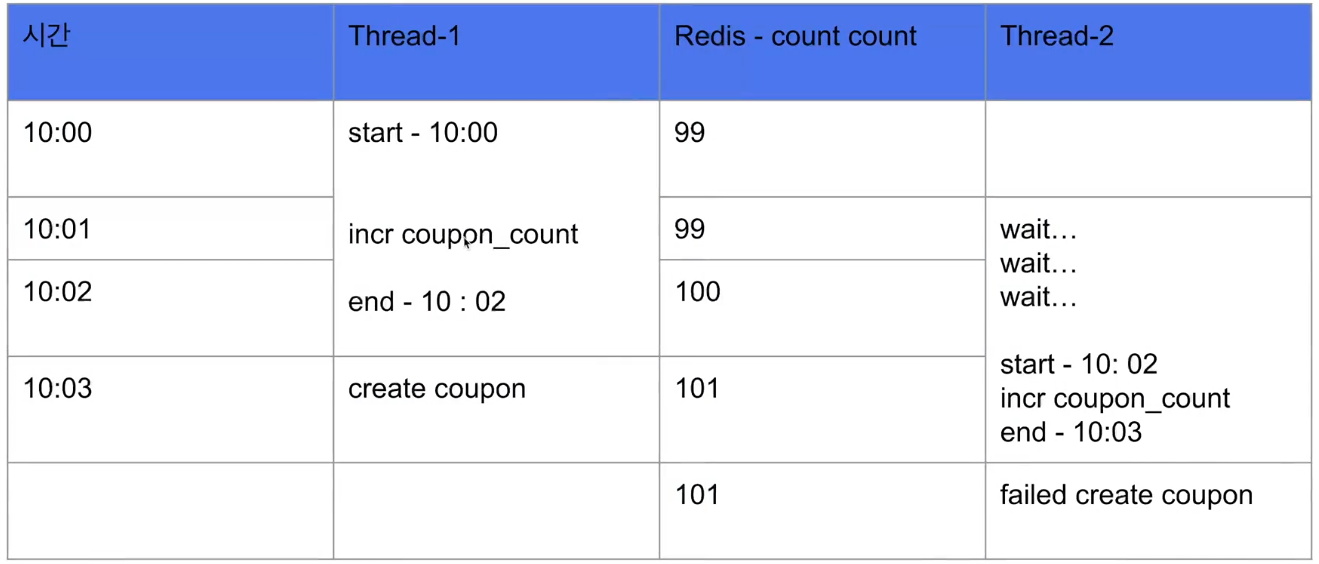 시간 Thread-1 Redis - count count Thread-2
10:00 start - 10:00 99
10:01 incr coupon_count 99 wait...
wait...
10:02 end - 10 : 02 100 wait...
start - 10: 02
10:03 create coupon 101 incr coupon_count
end - 10:03
101 failed create coupon